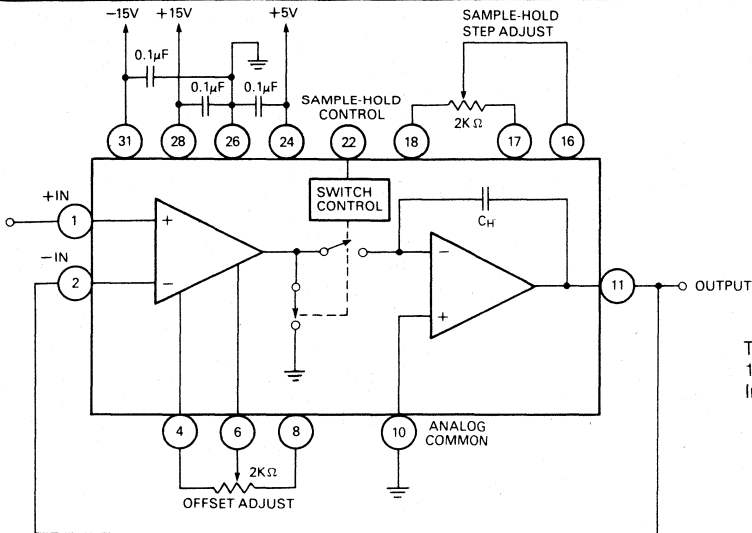 −15V +15V +5V
SAMPLE-HOLD
STEP ADJUST
0.1µF
0.1µF 0.1µF
SAMPLE-HOLD
CONTROL
2KΩ
31 28 26 24 22 18 17 16
SWITCH
CONTROL
+IN
1
+
CH
−IN
2
−
−
+
11
OUTPUT
T
1
4 6 8 10
ANALOG
COMMON
2KΩ
OFFSET ADJUST